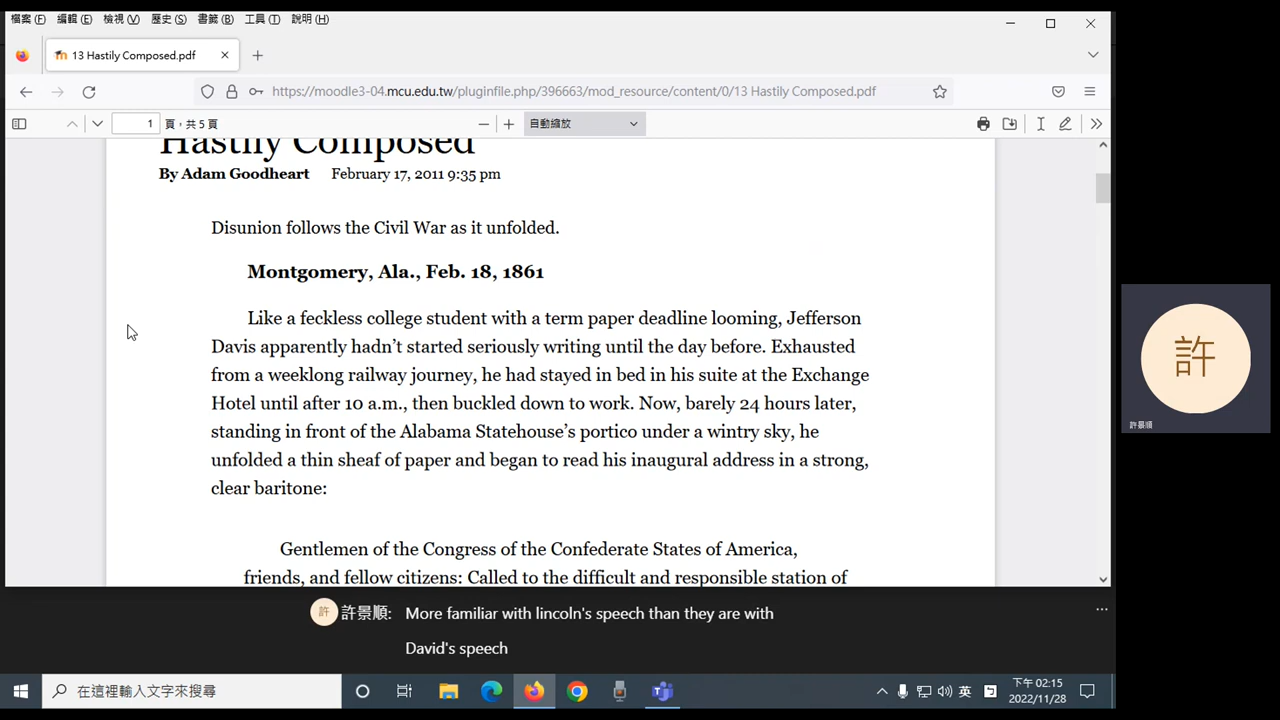 檔案(F) 編輯(E) 檢視(V) 歷史(S) 書籤(B) 工具(T) 說明(H)
13 Hastily Composed.pdf
https://moodle3-04.mcu.edu.tw/pluginfile.php/396663/mod_resource/content/0/13 Hastily Composed.pdf
1 頁，共 5 頁 自動縮放
Hastily Composed
By Adam Goodheart February 17, 2011 9:35 pm
Disunion follows the Civil War as it unfolded.
Montgomery, Ala., Feb. 18, 1861
Like a feckless college student with a term paper deadline looming, Jefferson
Davis apparently hadn't started seriously writing until the day before. Exhausted
from a weeklong railway journey, he had stayed in bed in his suite at the Exchange
Hotel until after 10 a.m., then buckled down to work. Now, barely 24 hours later,
standing in front of the Alabama Statehouse's portico under a wintry sky, he
unfolded a thin sheaf of paper and began to read his inaugural address in a strong,
clear baritone:
Gentlemen of the Congress of the Confederate States of America,
friends, and fellow citizens: Called to the difficult and responsible station of
許
許景順
許 許景順: More familiar with lincoln's speech than they are with
David's speech
在這裡輸入文字來搜尋
英
下午 02:15
2022/11/28